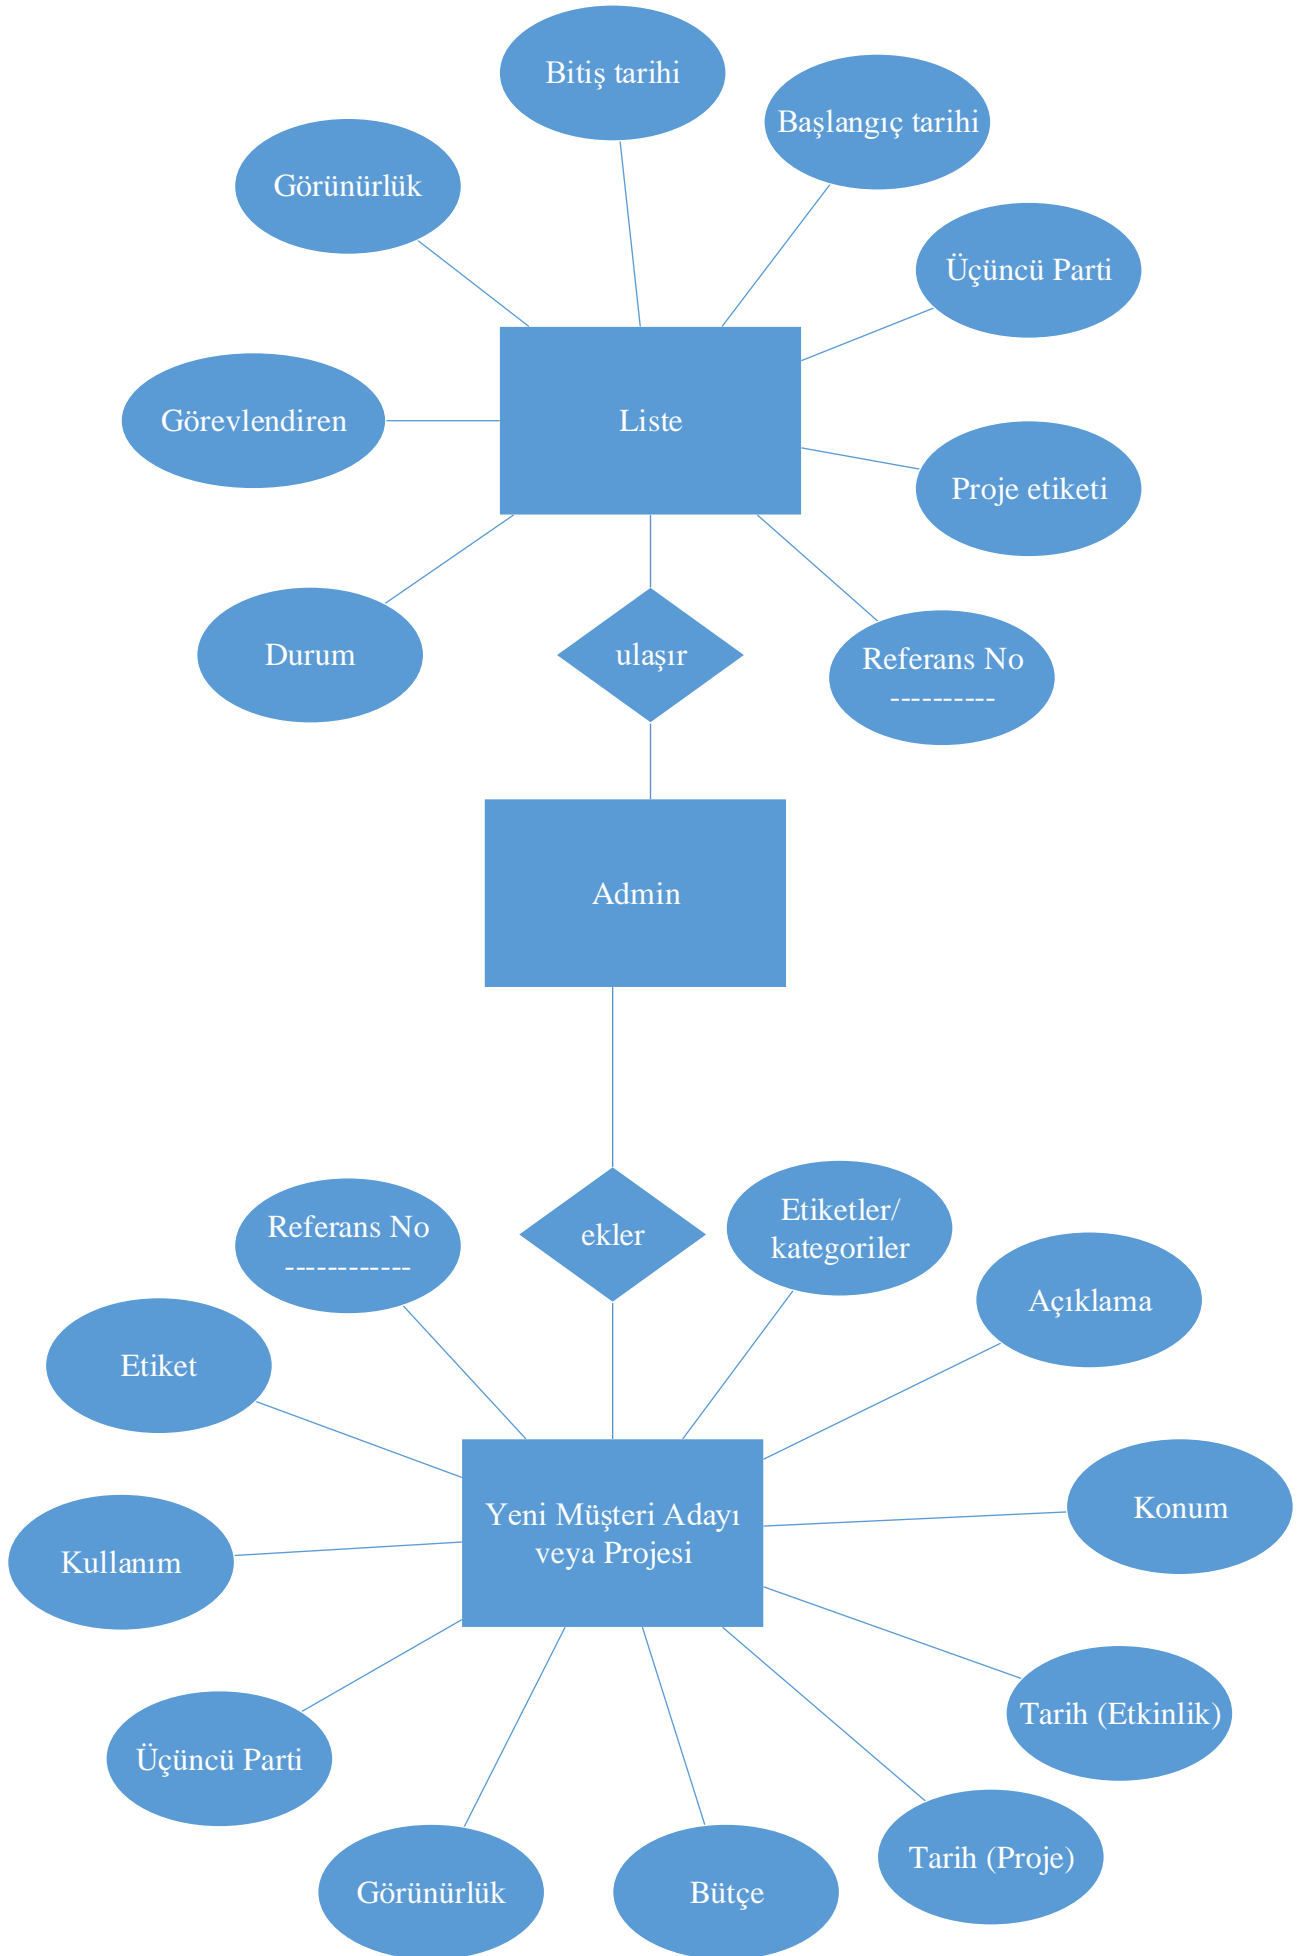 Bitiş tarihi
Başlangıç tarihi
Görünürlük
Üçüncü Parti
Liste
Görevlendiren
Proje etiketi
Durum
ulaşır
Referans No
----------
Admin
Referans No
------------
ekler
Etiketler/
kategoriler
Açıklama
Etiket
Yeni Müşteri Adayı
veya Projesi
Konum
Kullanım
Tarih (Etkinlik)
Üçüncü Parti
Tarih (Proje)
Görünürlük
Bütçe